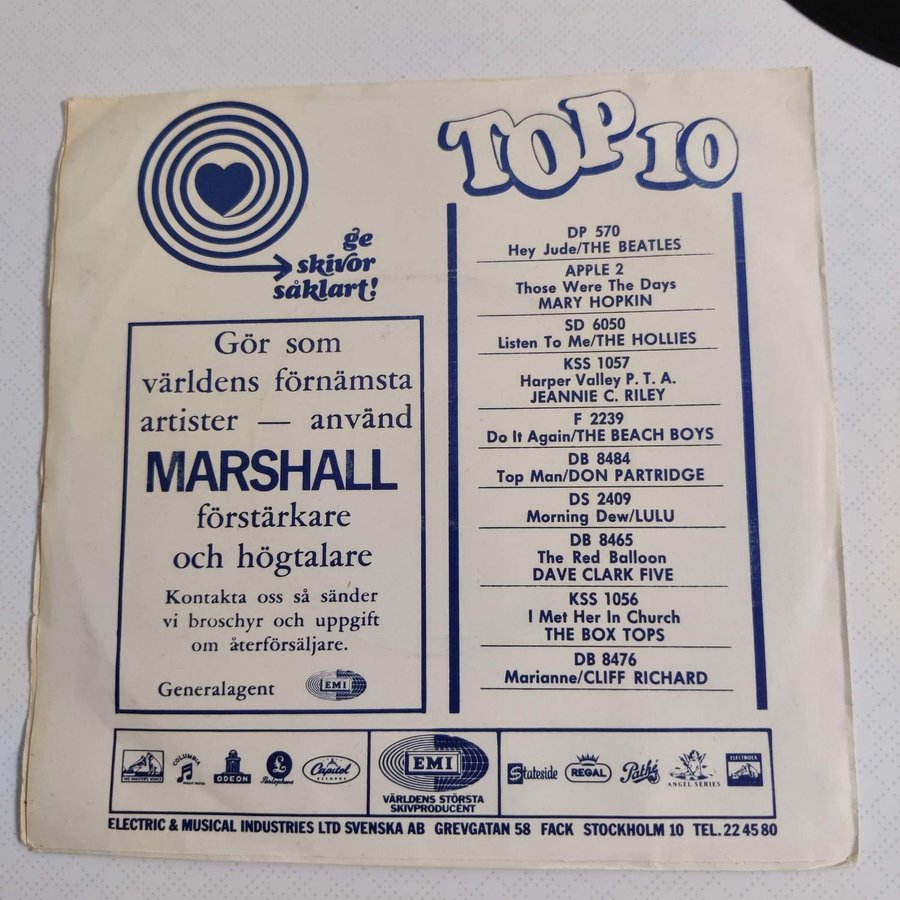 ge
skivor
såklart!
Gör som
världens förnämsta
artister — använd
MARSHALL
förstärkare
och högtalare
Kontakta oss så sänder
vi broschyr och uppgift
om återförsäljare.
Generalagent EMI
TOP 10
DP 570
Hey Jude/THE BEATLES
APPLE 2
Those Were The Days
MARY HOPKIN
SD 6050
Listen To Me/THE HOLLIES
KSS 1057
Harper Valley P. T. A.
JEANNIE C. RILEY
F 2239
Do It Again/THE BEACH BOYS
DB 8484
Top Man/DON PARTRIDGE
DS 2409
Morning Dew/LULU
DB 8465
The Red Balloon
DAVE CLARK FIVE
KSS 1056
I Met Her In Church
THE BOX TOPS
DB 8476
Marianne/CLIFF RICHARD
HIS MASTER'S VOICE
COLUMBIA
ODEON
£
Parlophone
Capitol
RECORDS
EMI
VÄRLDENS STÖRSTA
SKIVPRODUCENT
Stateside
REGAL
Pathé
ANGEL SERIES
ELECTROLA
ELECTRIC & MUSICAL INDUSTRIES LTD SVENSKA AB GREVGATAN 58 FACK STOCKHOLM 10 TEL. 22 45 80